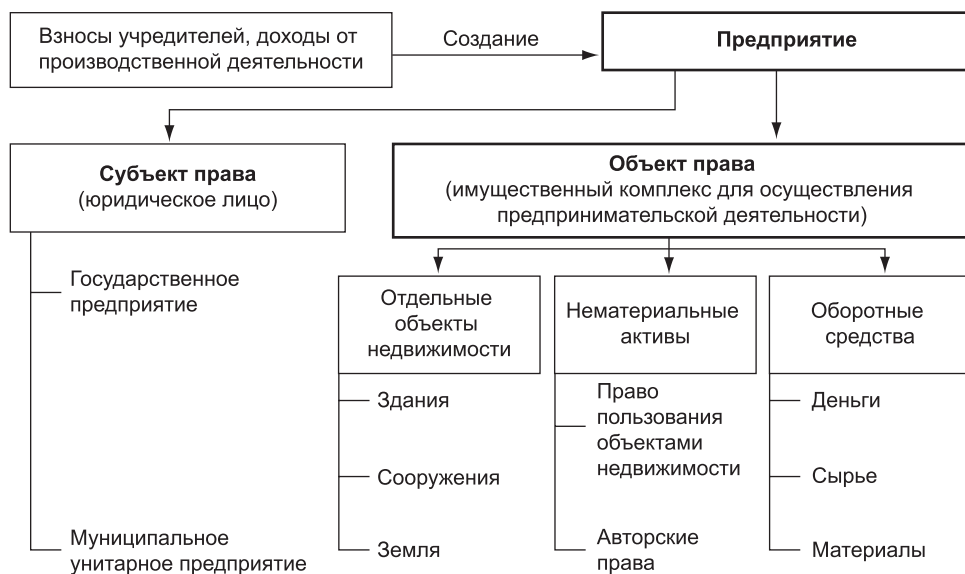 Взносы учредителей, доходы от
производственной деятельности
Создание
Предприятие
Субъект права
(юридическое лицо)
Объект права
(имущественный комплекс для осуществления
предпринимательской деятельности)
Государственное
предприятие
Муниципальное
унитарное предприятие
Отдельные
объекты
недвижимости
Здания
Сооружения
Земля
Нематериальные
активы
Право
пользования
объектами
недвижимости
Авторские
права
Оборотные
средства
Деньги
Сырье
Материалы